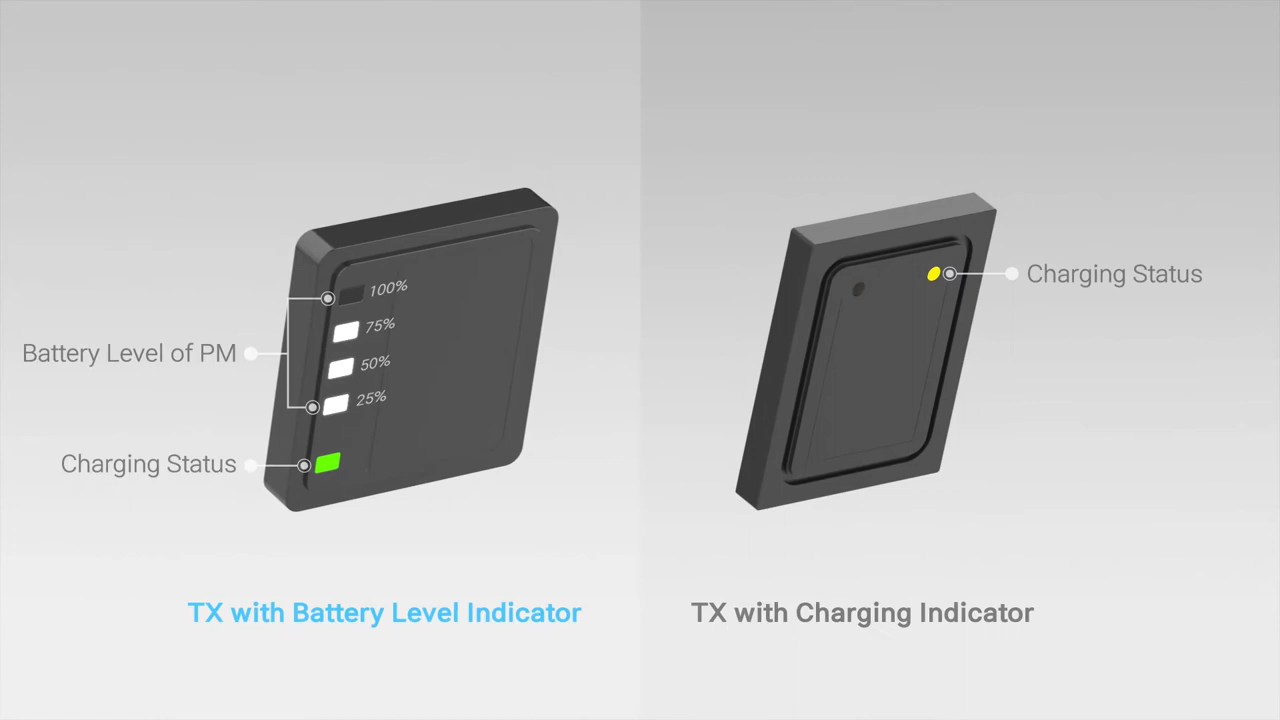 100%
75%
Battery Level of PM
50%
25%
Charging Status
TX with Battery Level Indicator
Charging Status
TX with Charging Indicator